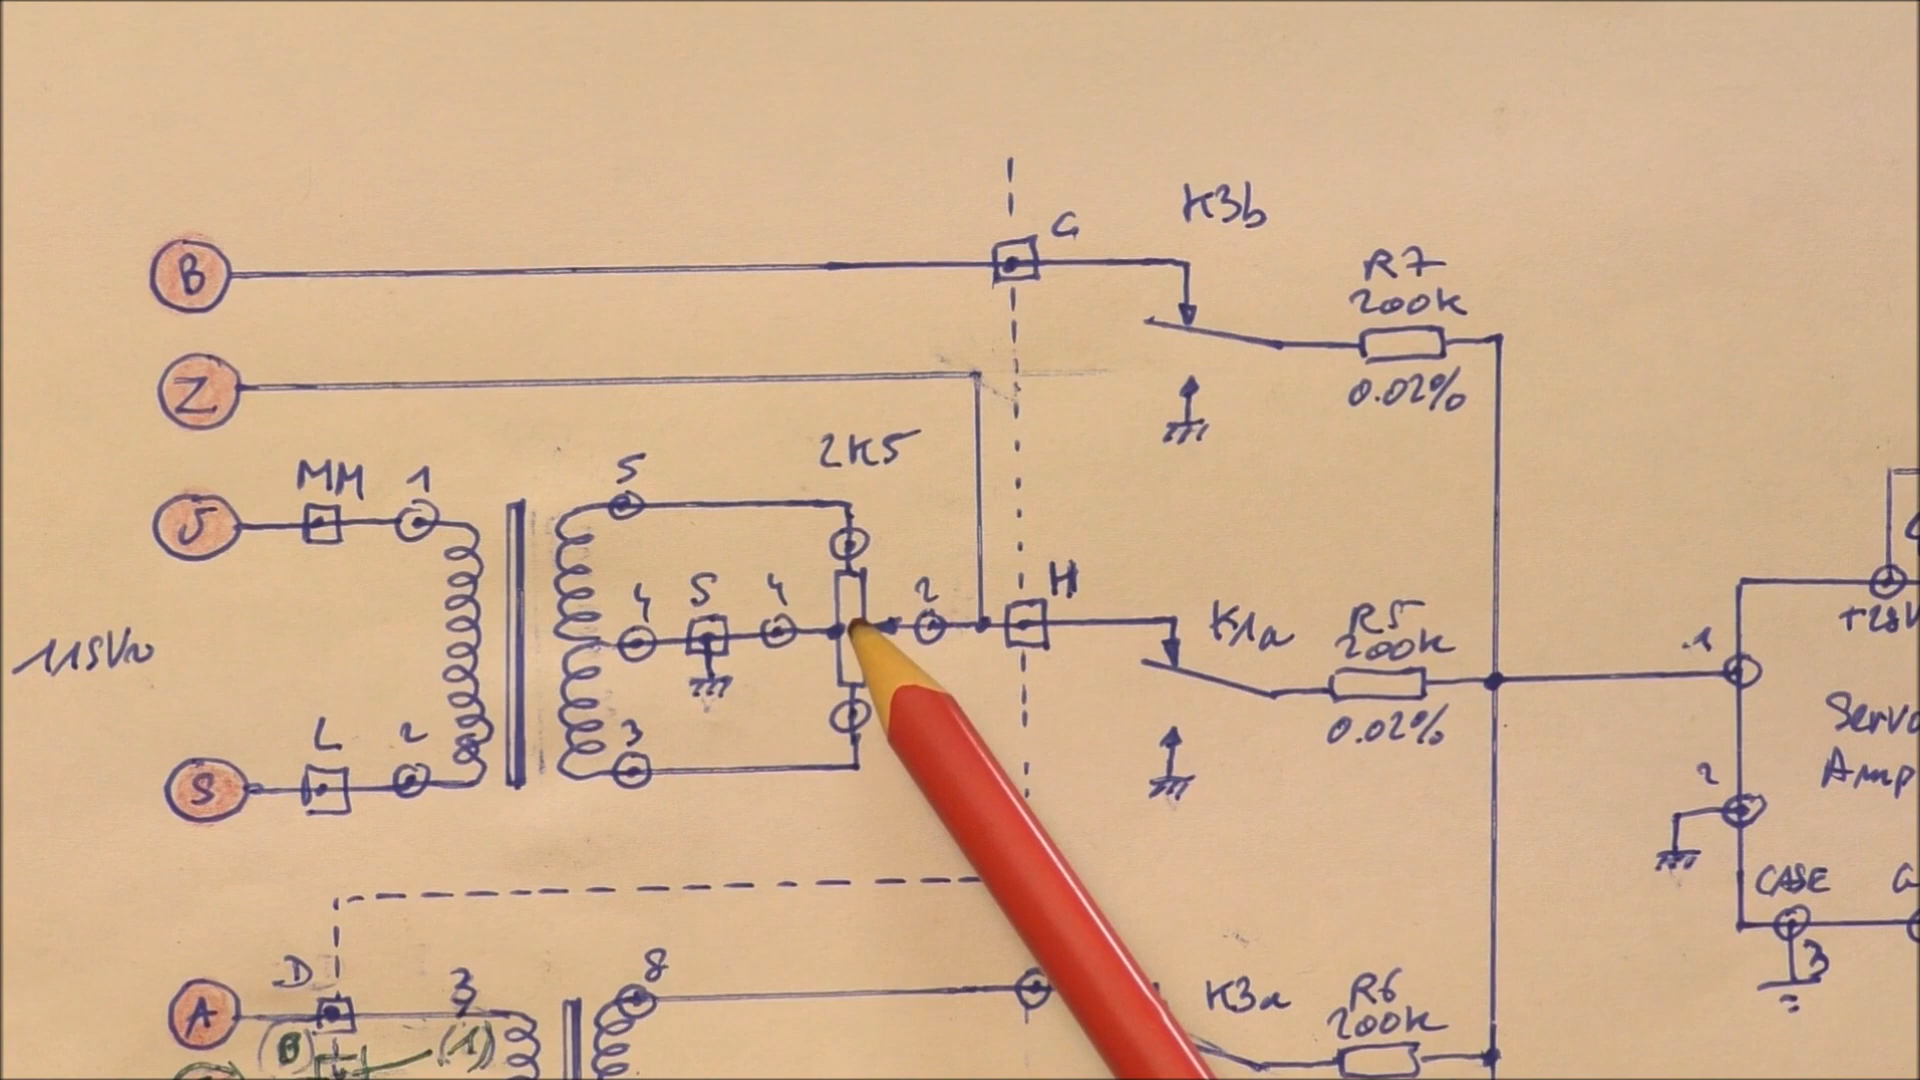 K3b
G
B
R7
200K
0.02%
Z
2K5
MM 1 5
J
H
4 S 4 2
K1a R5
200K
0.02%
115V~
+28V
1
Servo
Amp
2
L 2 3
S
CASE
3
D 3 8
A
(B) (1)
K3a R6
200K